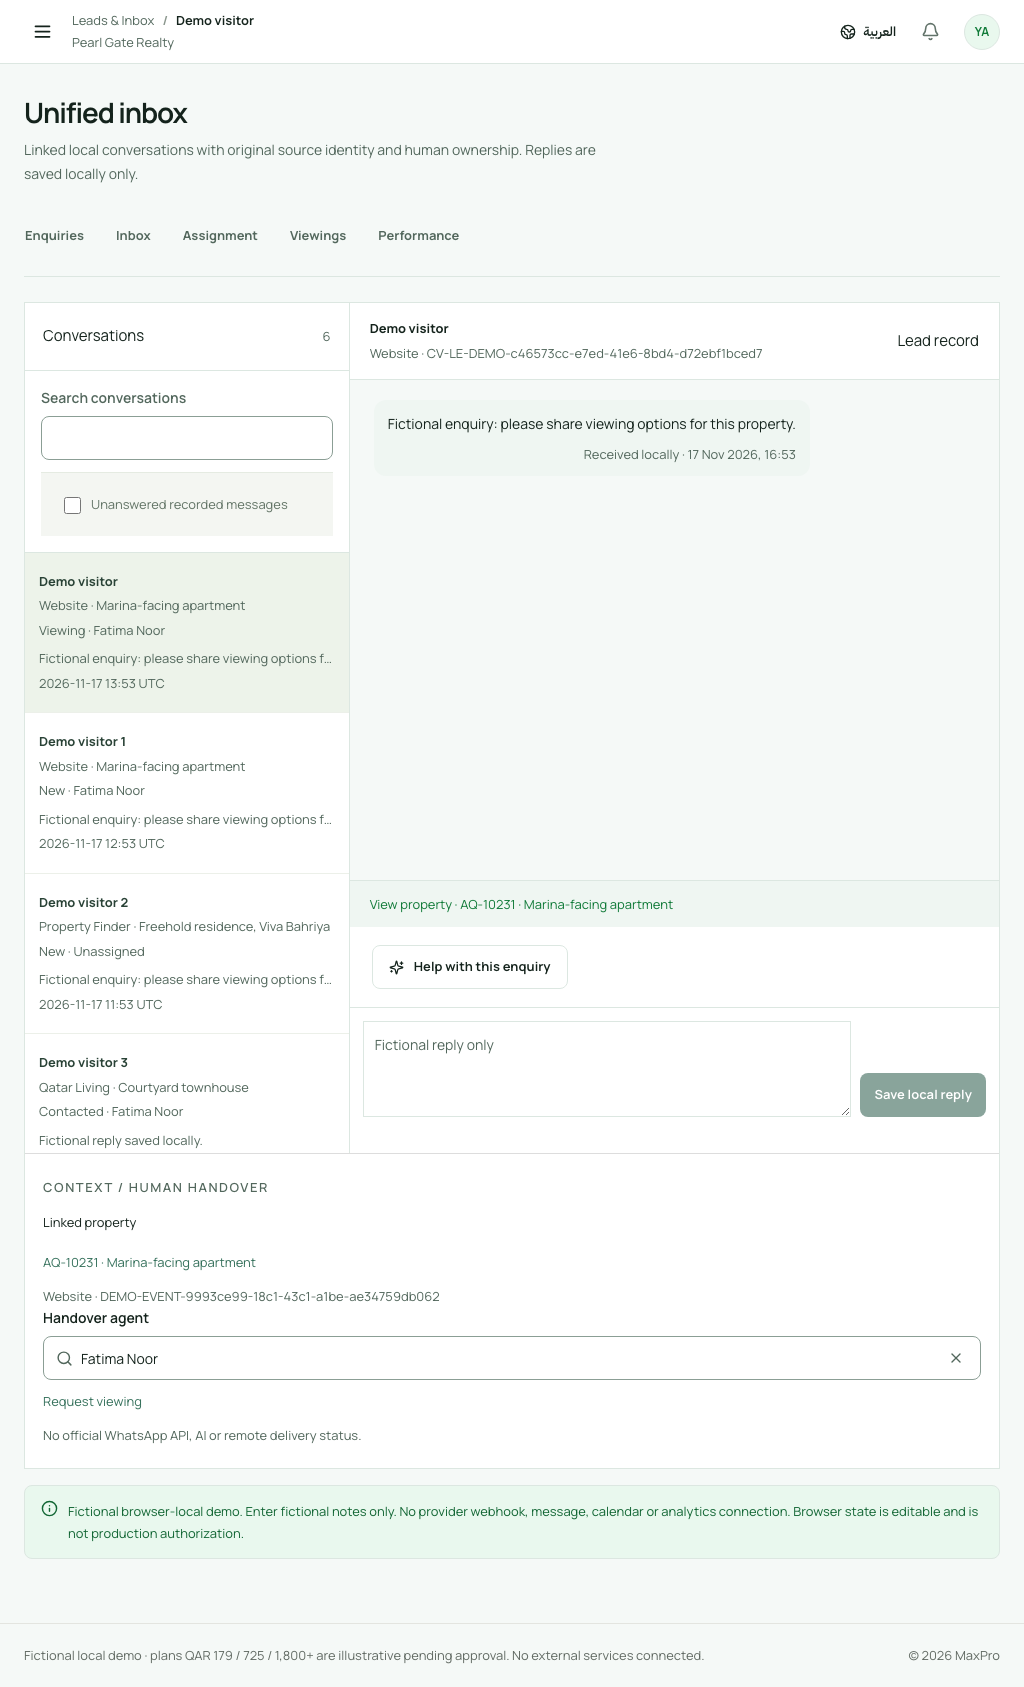 Leads & Inbox / Demo visitor
Pearl Gate Realty
العربية
YA
Unified inbox
Linked local conversations with original source identity and human ownership. Replies are
saved locally only.
Enquiries Inbox Assignment Viewings Performance
Conversations 6
Search conversations
Unanswered recorded messages
Demo visitor
Website · Marina-facing apartment
Viewing · Fatima Noor
Fictional enquiry: please share viewing options f...
2026-11-17 13:53 UTC
Demo visitor 1
Website · Marina-facing apartment
New · Fatima Noor
Fictional enquiry: please share viewing options f...
2026-11-17 12:53 UTC
Demo visitor 2
Property Finder · Freehold residence, Viva Bahriya
New · Unassigned
Fictional enquiry: please share viewing options f...
2026-11-17 11:53 UTC
Demo visitor 3
Qatar Living · Courtyard townhouse
Contacted · Fatima Noor
Fictional reply saved locally.
Demo visitor
Website · CV-LE-DEMO-c46573cc-e7ed-41e6-8bd4-d72ebf1bced7
Lead record
Fictional enquiry: please share viewing options for this property.
Received locally · 17 Nov 2026, 16:53
View property · AQ-10231 · Marina-facing apartment
Help with this enquiry
Fictional reply only
Save local reply
CONTEXT / HUMAN HANDOVER
Linked property
AQ-10231 · Marina-facing apartment
Website · DEMO-EVENT-9993ce99-18c1-43c1-a1be-ae34759db062
Handover agent
Fatima Noor
Request viewing
No official WhatsApp API, AI or remote delivery status.
Fictional browser-local demo. Enter fictional notes only. No provider webhook, message, calendar or analytics connection. Browser state is editable and is
not production authorization.
Fictional local demo · plans QAR 179 / 725 / 1,800+ are illustrative pending approval. No external services connected.
© 2026 MaxPro